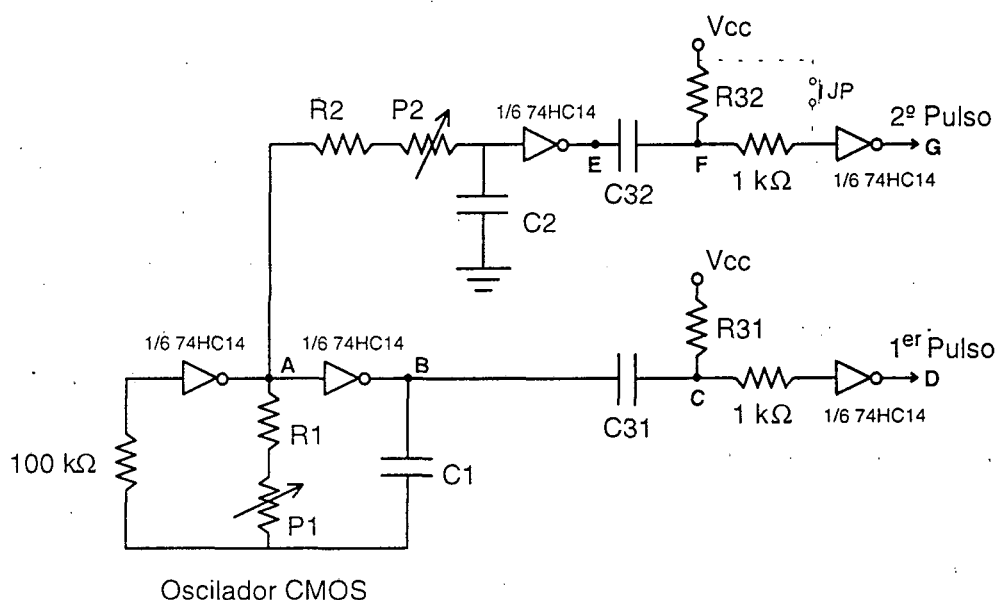 Vcc
R32
JP
R2
P2
1/6 74HC14
2º Pulso
E
F
G
C32
1 kΩ
1/6 74HC14
C2
Vcc
R31
1/6 74HC14
1/6 74HC14
1er Pulso
A
B
C
D
C31
1 kΩ
1/6 74HC14
R1
100 kΩ
C1
P1
Oscilador CMOS